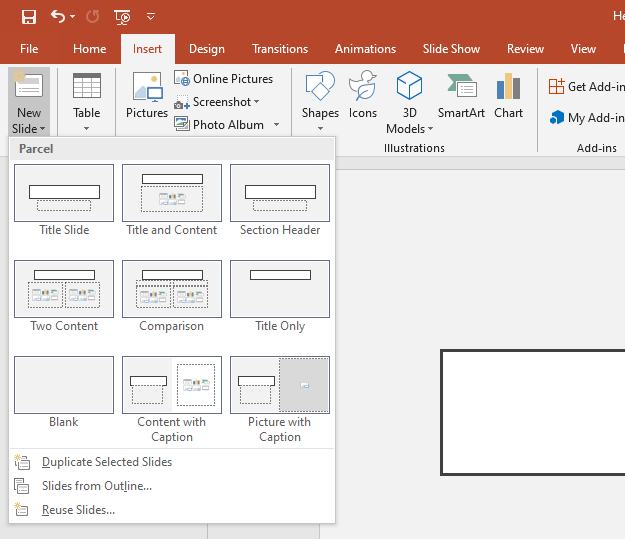 He
File Home Insert Design Transitions Animations Slide Show Review View
New Slide
Table
Pictures
Online Pictures
Screenshot
Photo Album
Shapes
Icons
3D Models
SmartArt
Chart
Illustrations
Get Add-in
My Add-in
Add-ins
Parcel
Title Slide
Title and Content
Section Header
Two Content
Comparison
Title Only
Blank
Content with
Caption
Picture with
Caption
Duplicate Selected Slides
Slides from Outline...
Reuse Slides...